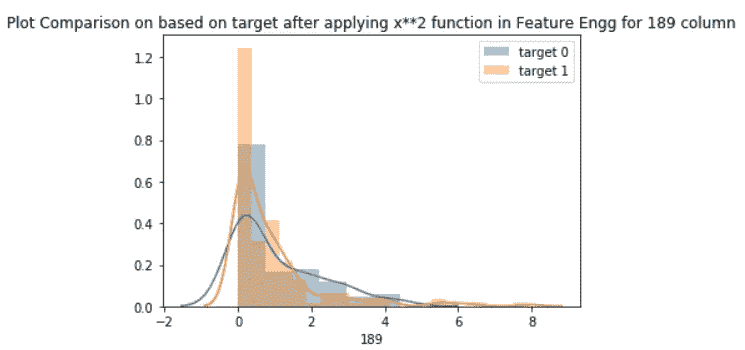 Plot Comparison on based on target after applying x**2 function in Feature Engg for 189 column
target 0
target 1
1.2
1.0
0.8
0.6
0.4
0.2
0.0
−2 0 2 4 6 8
189